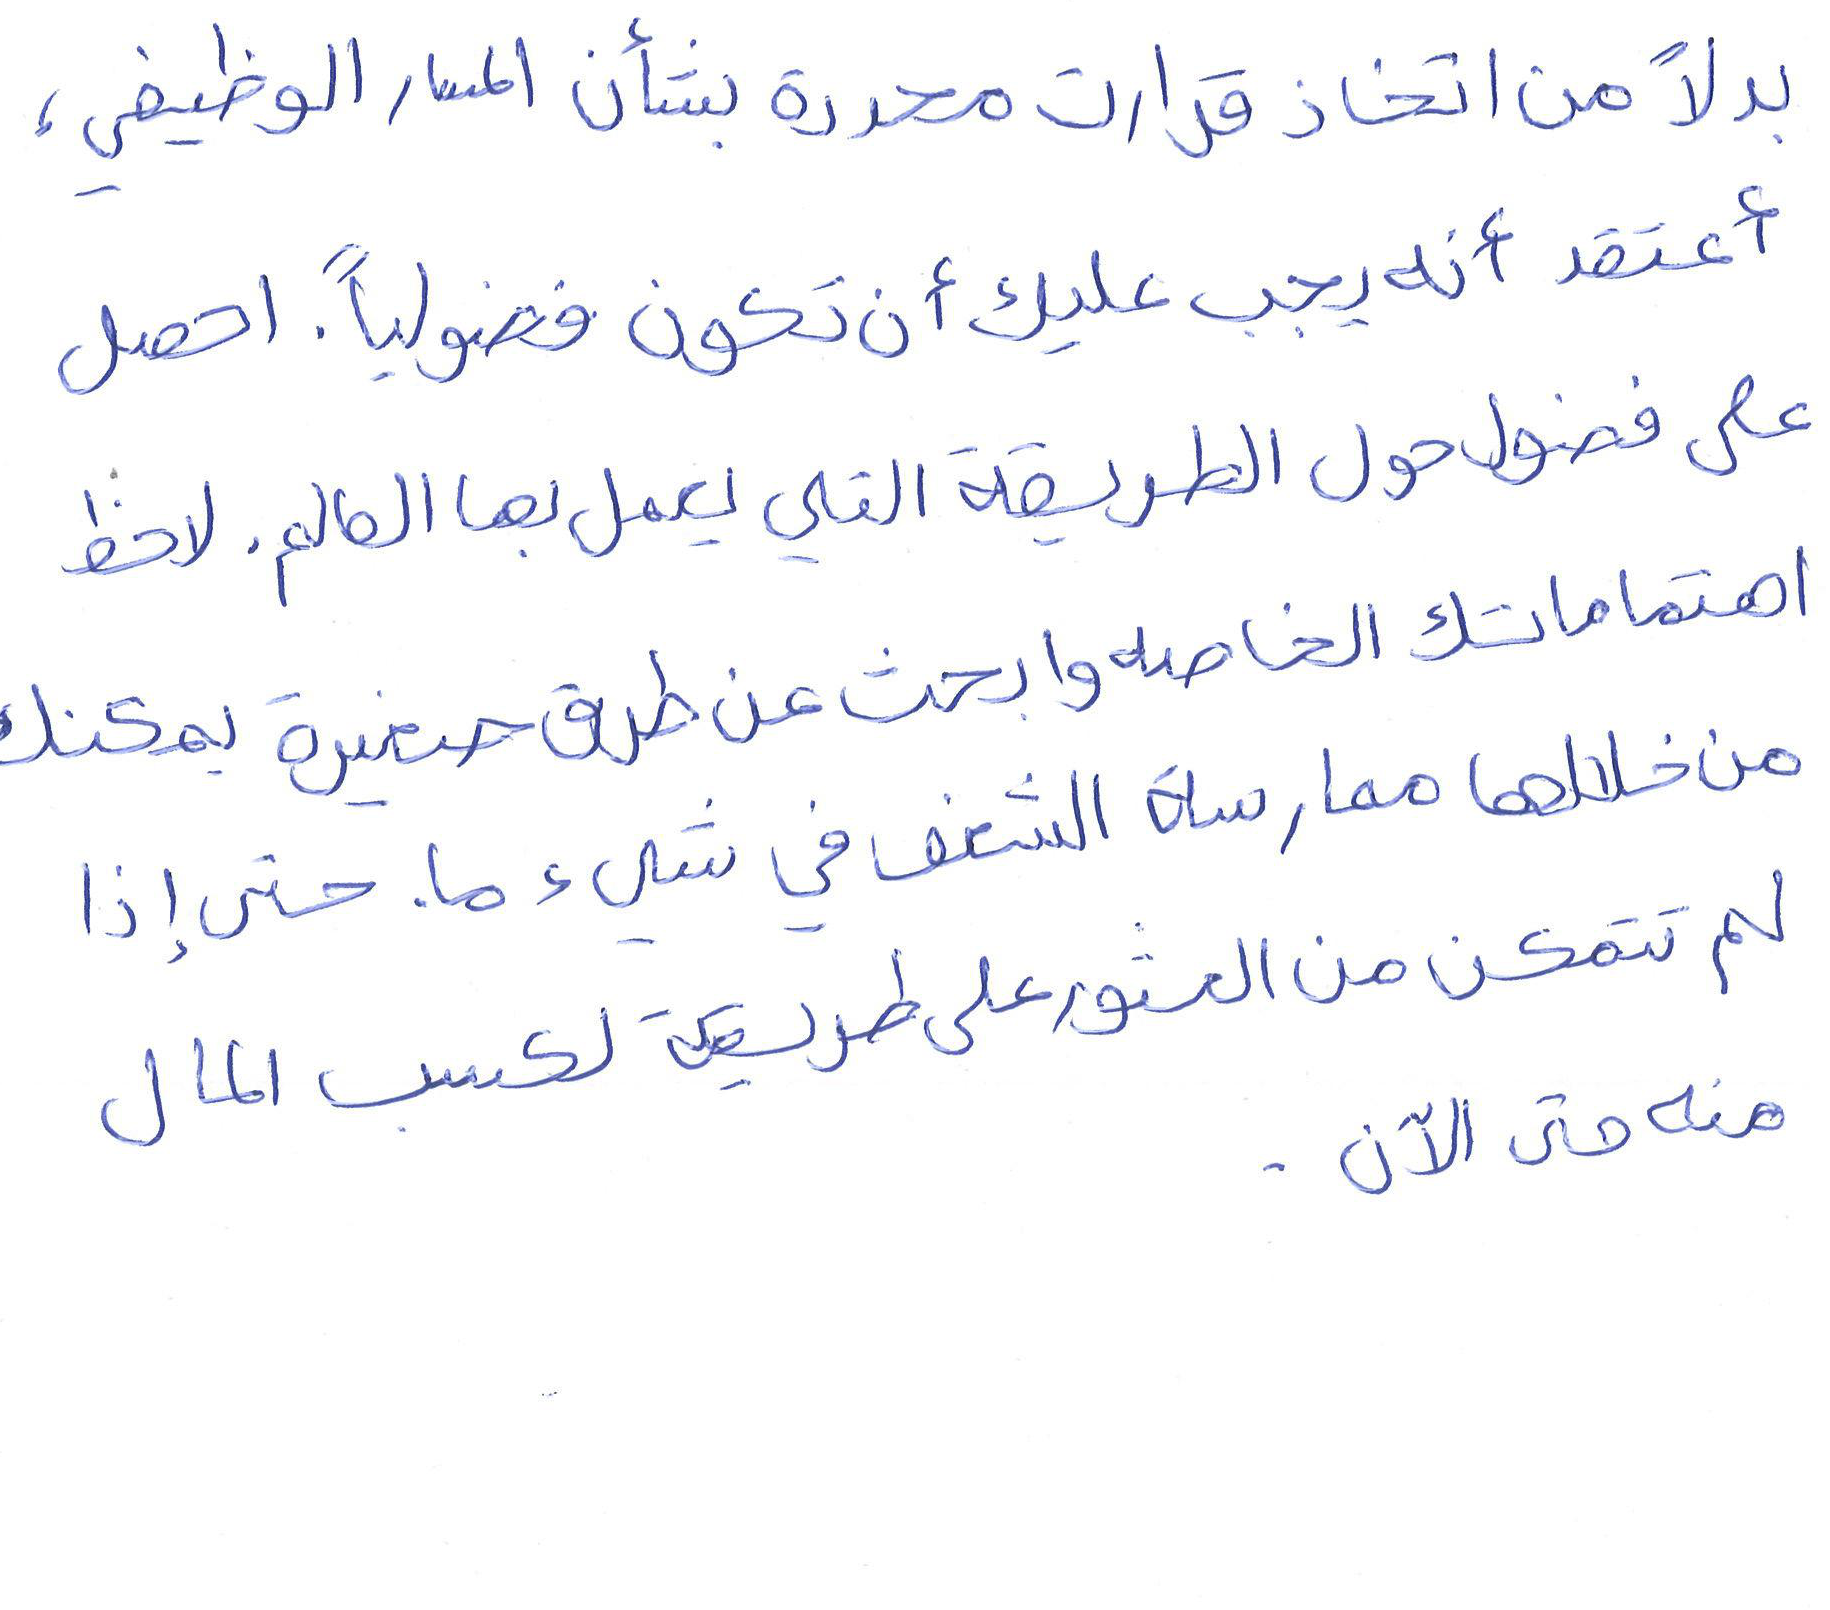 بدلاً من اتخاذ قرارت محددة بشأن المسار الوظيفي،
أعتقد أنه يجب عليك أن تكون فضولياً. احصل
على فضول حول الطريقة التي يعمل بها العالم. لاحظ
اهتماماتك الخاصه وابحث عن طرق صغيرة يمكنك
من خلالها ممارسة الشغف في شيء ما. حتى إذا
لم تتمكن من العثور على طريقة لكسب المال
منه حتى الآن.